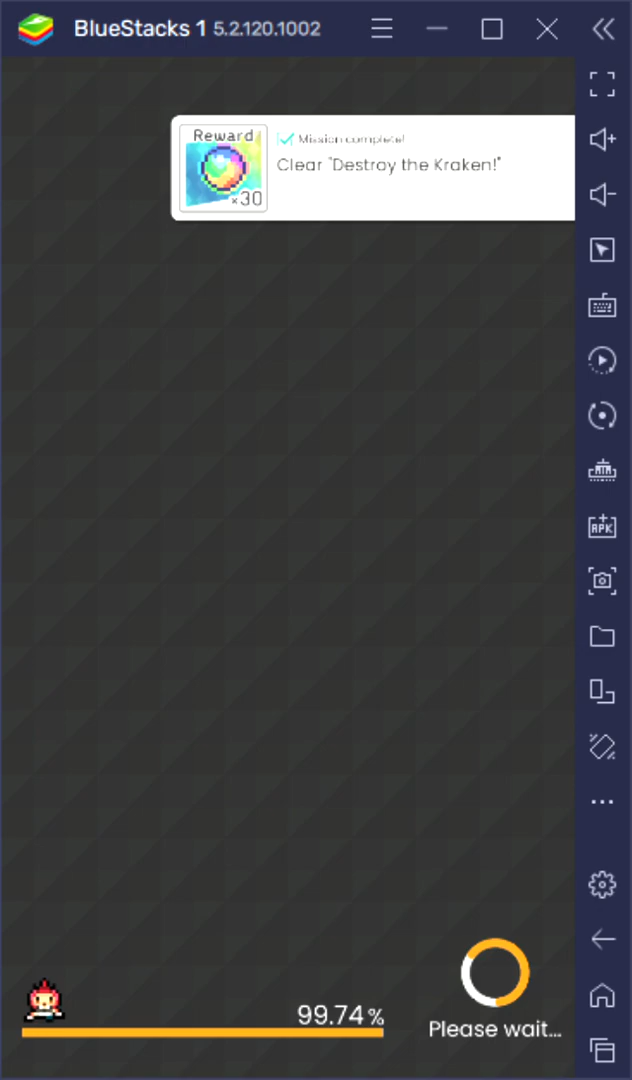 BlueStacks 1 5.2.120.1002
Reward
×30
Mission complete!
Clear "Destroy the Kraken!"
APK
99.74%
Please wait...